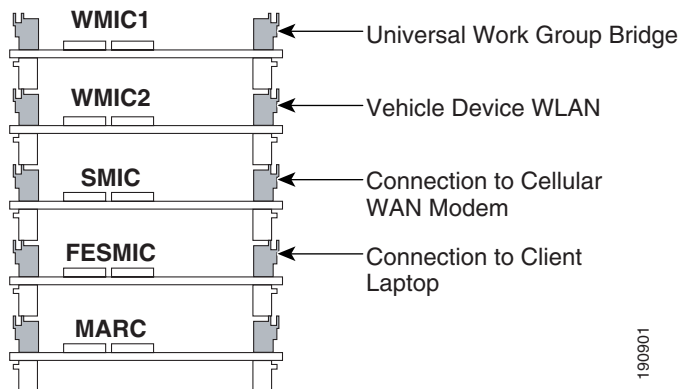 WMIC1
Universal Work Group Bridge
WMIC2
Vehicle Device WLAN
SMIC
Connection to Cellular
WAN Modem
FESMIC
Connection to Client
Laptop
MARC
190901